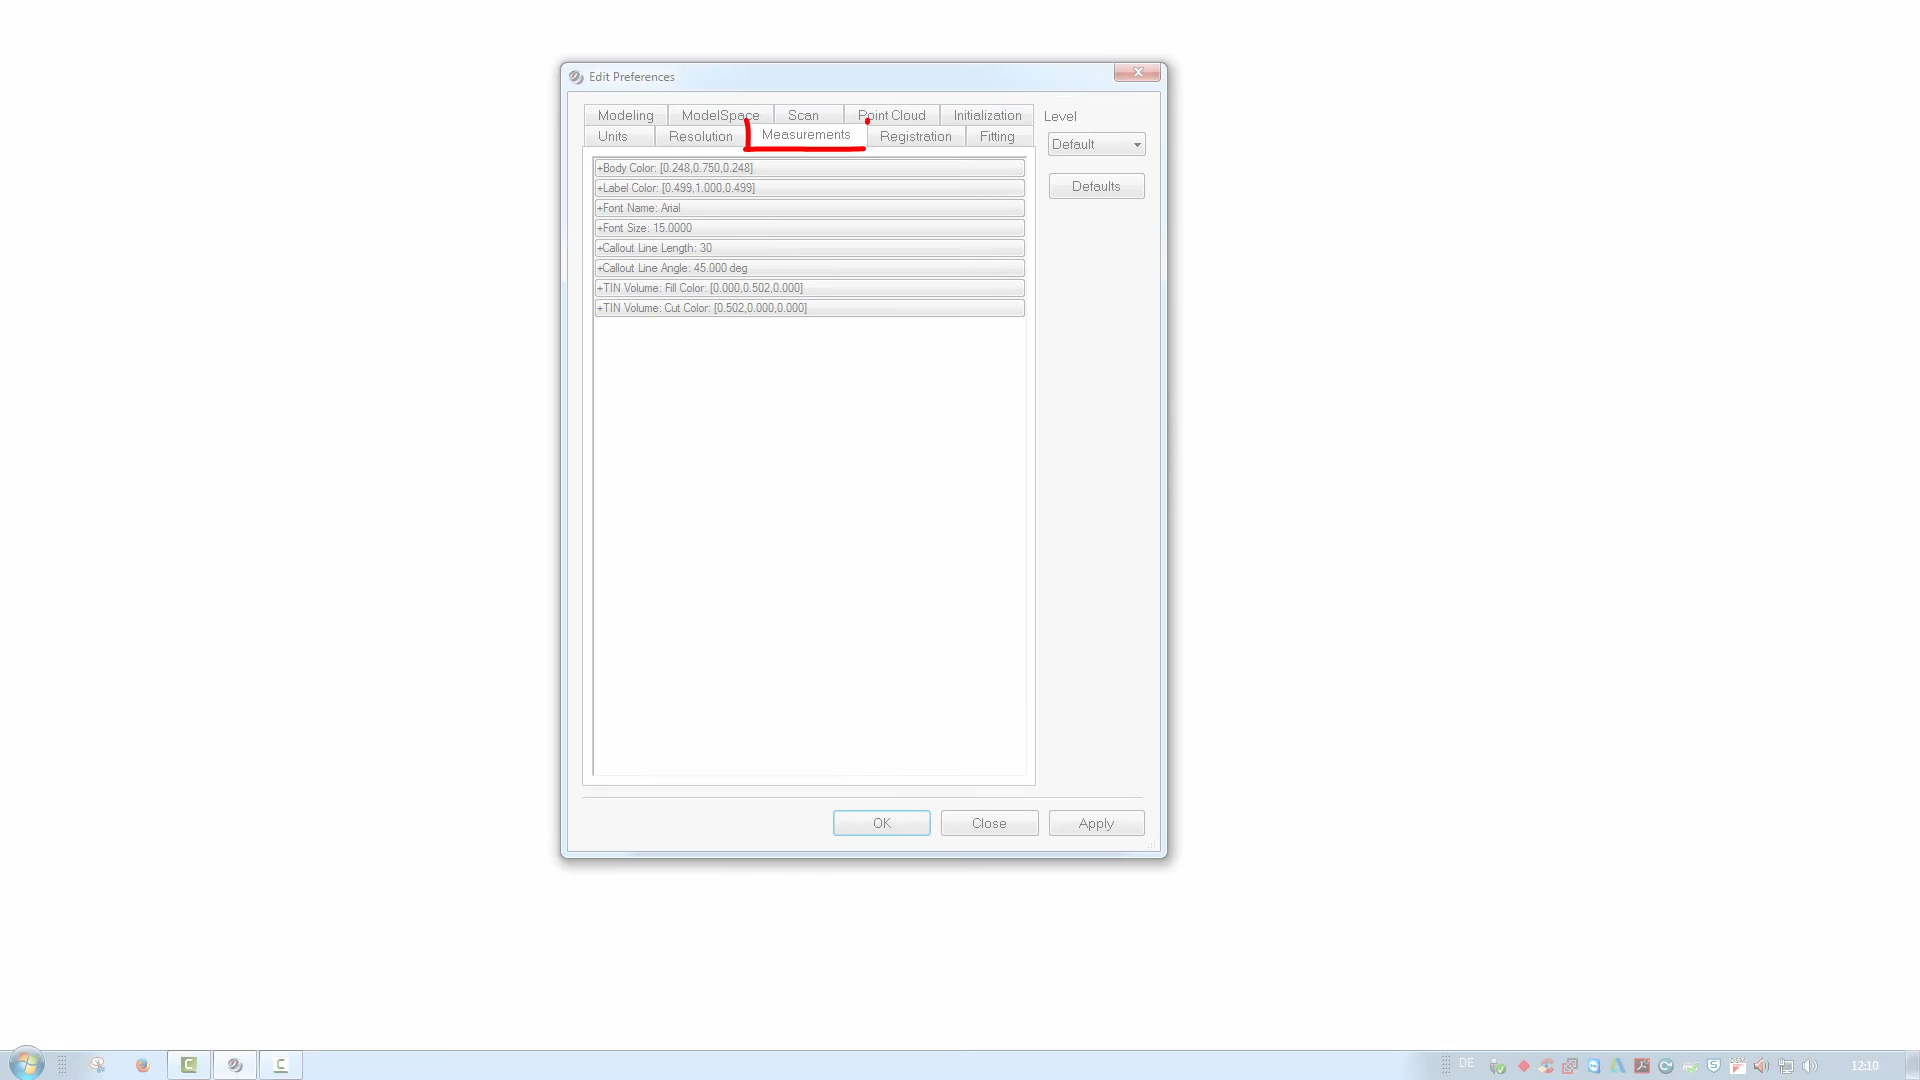 Edit Preferences
Modeling ModelSpace Scan Point Cloud Initialization
Units Resolution Measurements Registration Fitting
Level
Default
Defaults
+Body Color: [0.248,0.750,0.248]
+Label Color: [0.499,1.000,0.499]
+Font Name: Arial
+Font Size: 15.0000
+Callout Line Length: 30
+Callout Line Angle: 45.000 deg
+TIN Volume: Fill Color: [0.000,0.502,0.000]
+TIN Volume: Cut Color: [0.502,0.000,0.000]
OK Close Apply
DE 12:10